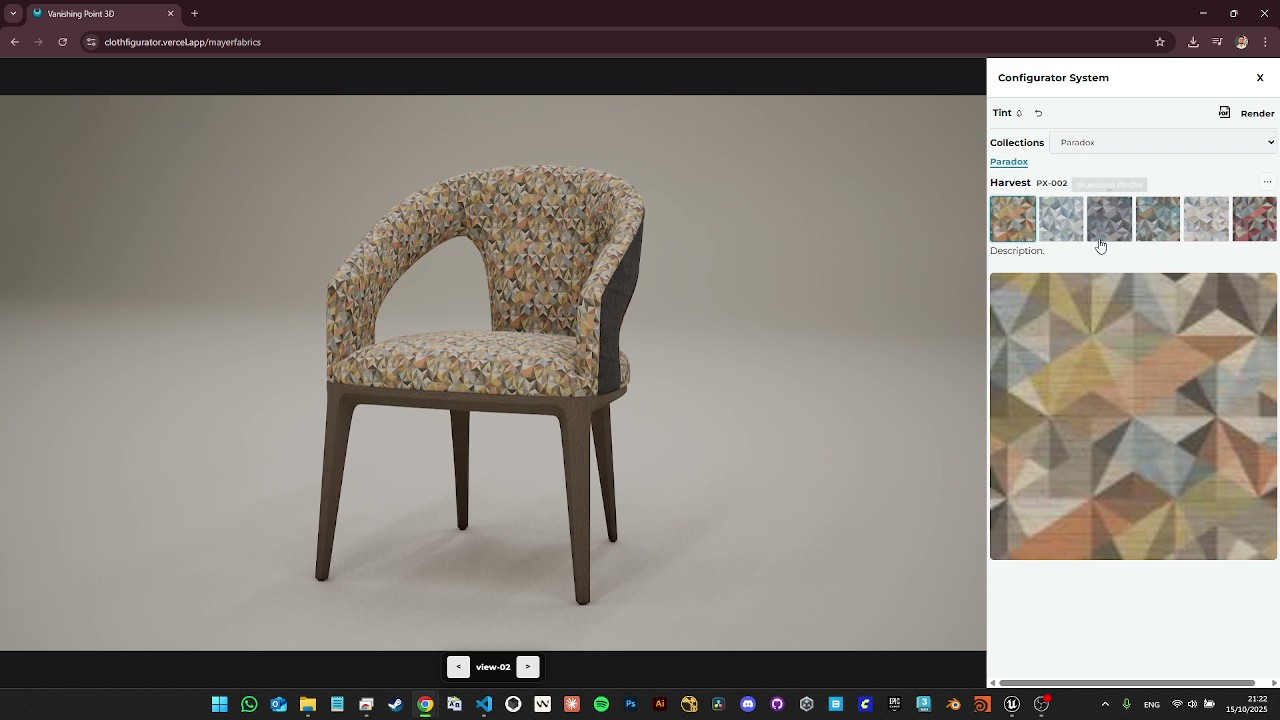 Vanishing Point 3D
clothfigurator.vercel.app/mayerfabrics
Configurator System
X
Tint
PDF
Render
Collections
Paradox
Paradox
Harvest PX-002
...
Description.
<
view-02
>
ENG
21:22
15/10/2025